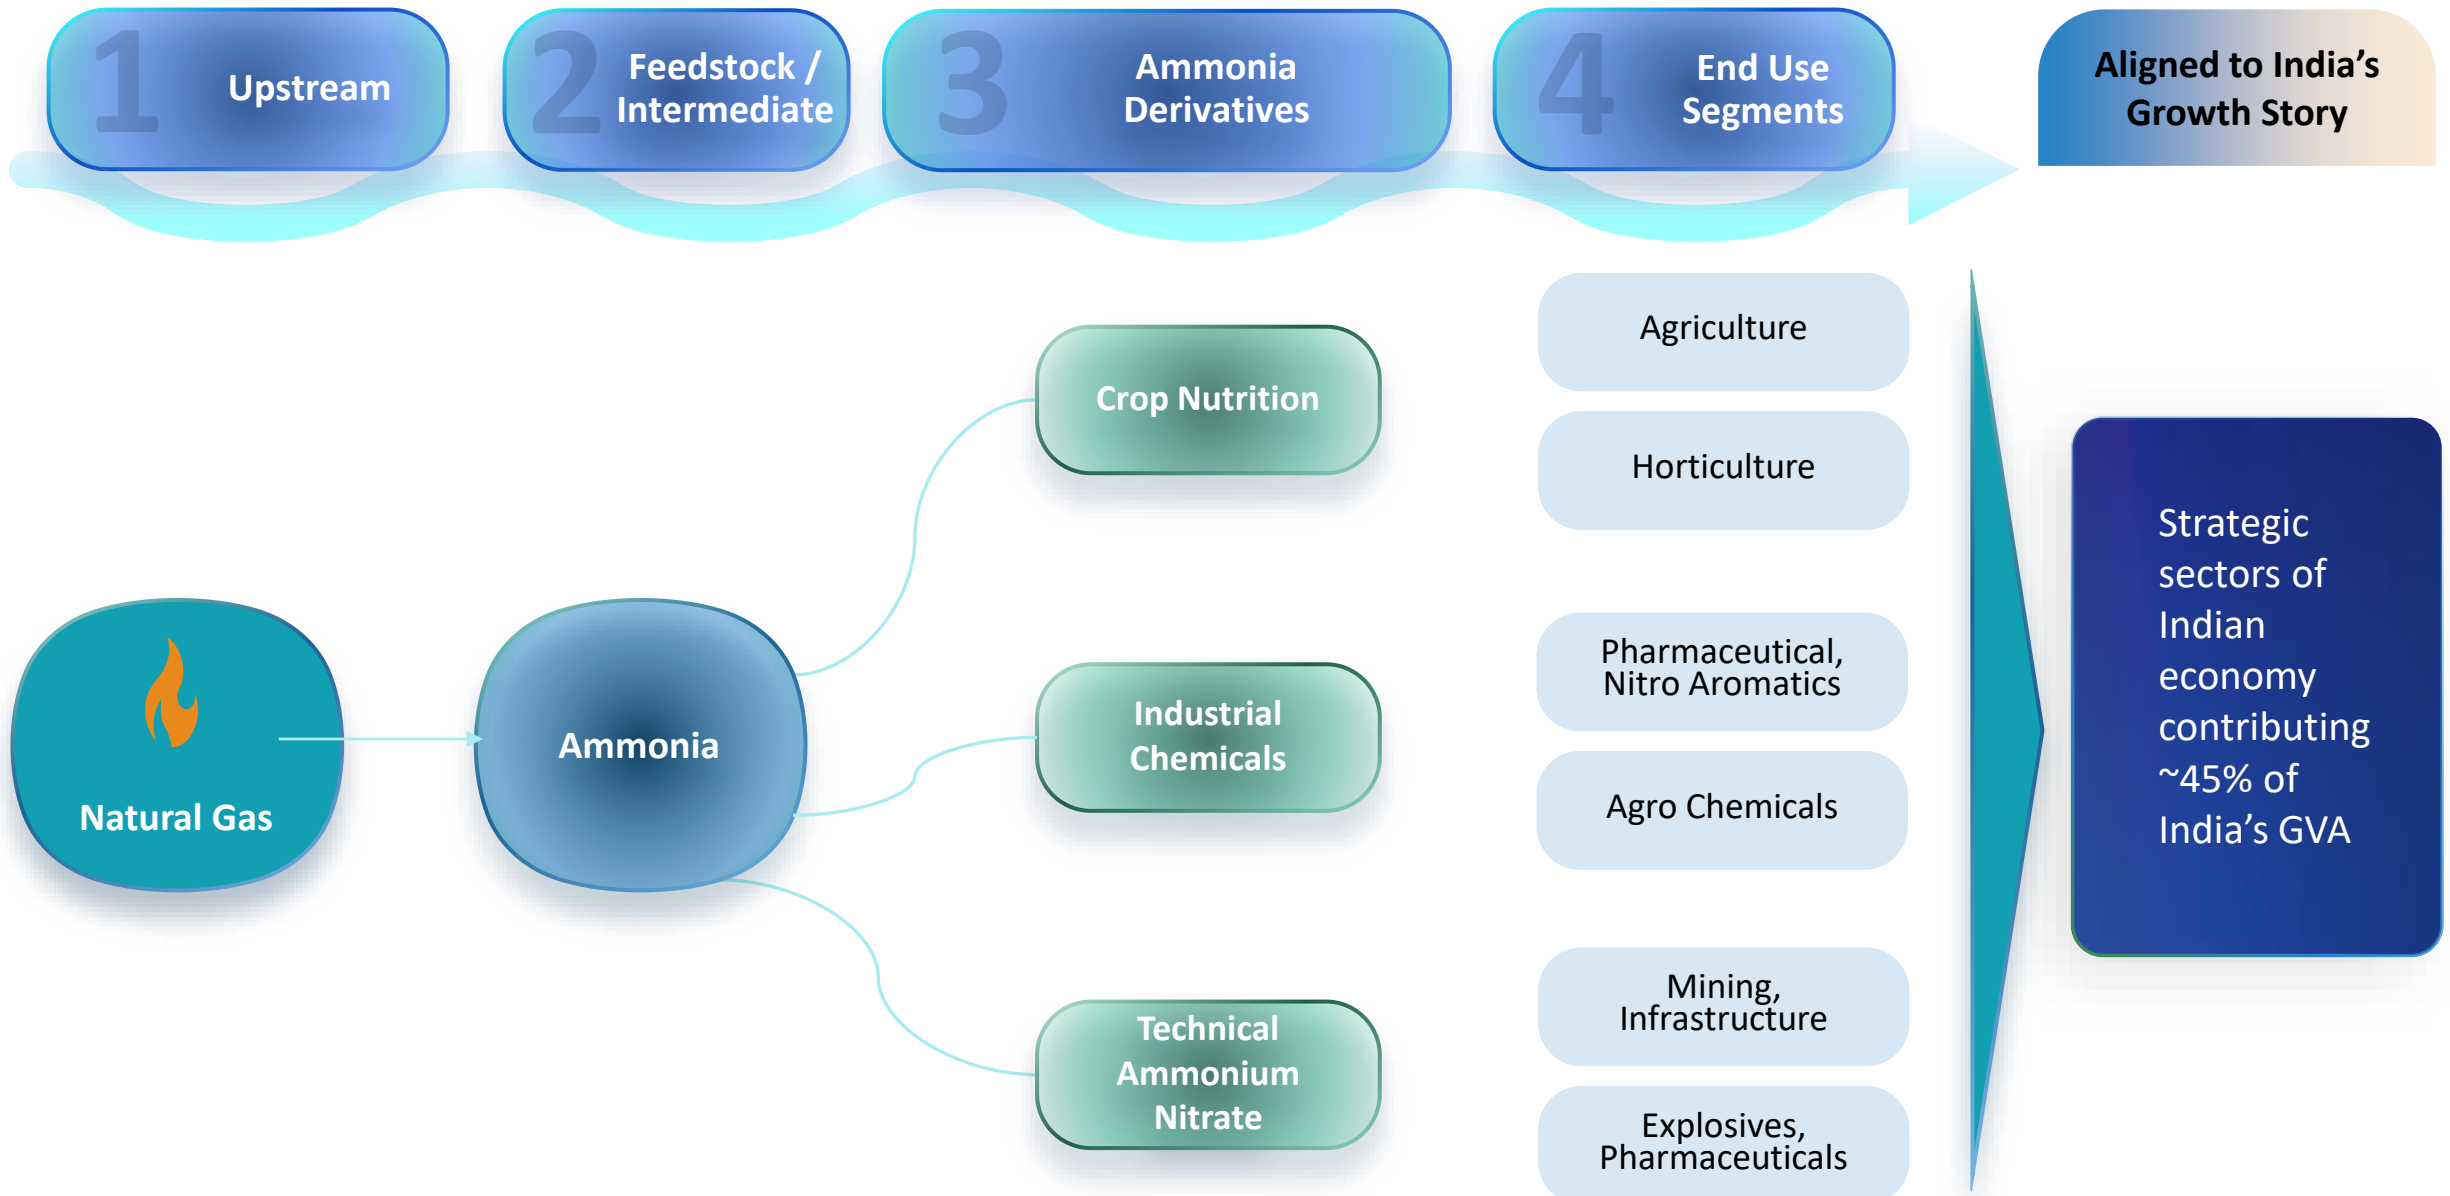 1
Upstream
2
Feedstock /
Intermediate
3
Ammonia
Derivatives
4
End Use
Segments
Aligned to India’s
Growth Story
Natural Gas
Ammonia
Crop Nutrition
Industrial
Chemicals
Technical
Ammonium
Nitrate
Agriculture
Horticulture
Pharmaceutical,
Nitro Aromatics
Agro Chemicals
Mining,
Infrastructure
Explosives,
Pharmaceuticals
Strategic
sectors of
Indian
economy
contributing
~45% of
India’s GVA